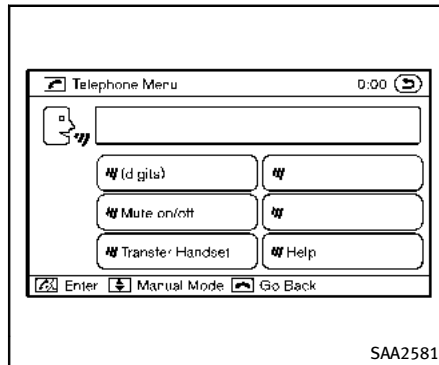 Telephone Menu 0:00
(digits)
Mute on/off
Transfer Handset Help
Enter Manual Mode Go Back
SAA2581